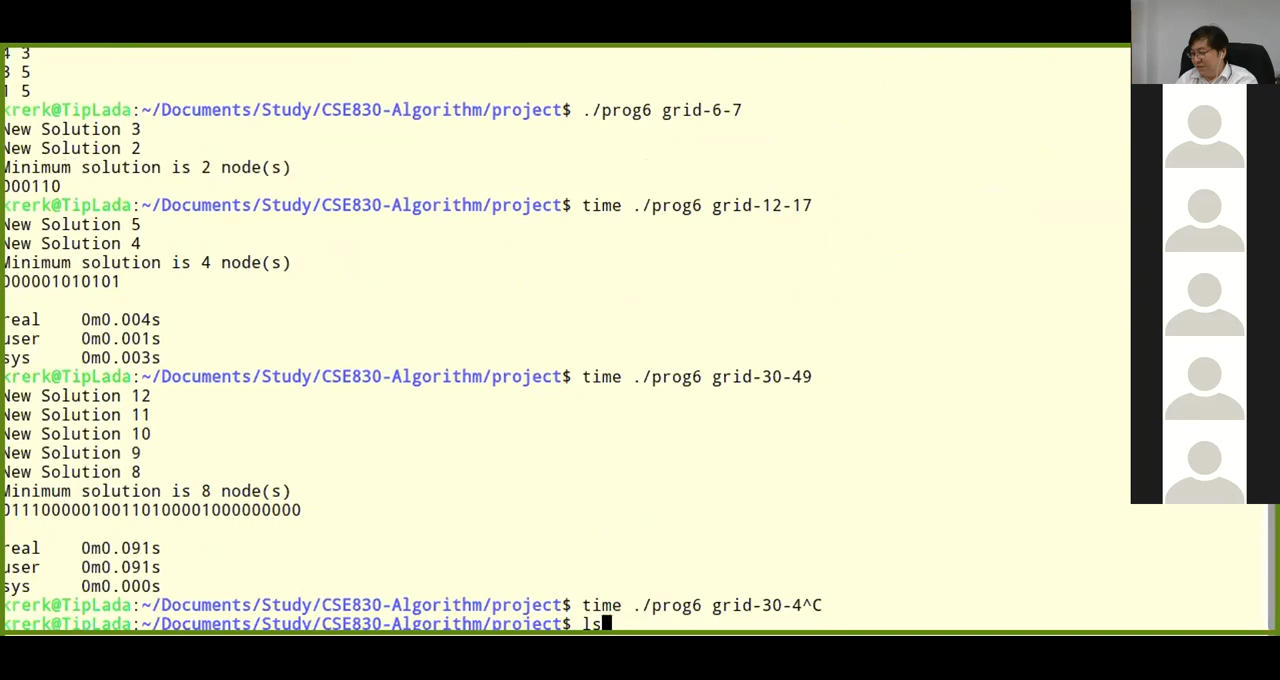 4 3
3 5
1 5
krerk@TipLada:~/Documents/Study/CSE830-Algorithm/project$ ./prog6 grid-6-7
New Solution 3
New Solution 2
Minimum solution is 2 node(s)
000110
krerk@TipLada:~/Documents/Study/CSE830-Algorithm/project$ time ./prog6 grid-12-17
New Solution 5
New Solution 4
Minimum solution is 4 node(s)
000001010101
real 0m0.004s
user 0m0.001s
sys 0m0.003s
krerk@TipLada:~/Documents/Study/CSE830-Algorithm/project$ time ./prog6 grid-30-49
New Solution 12
New Solution 11
New Solution 10
New Solution 9
New Solution 8
Minimum solution is 8 node(s)
011100000100110100001000000000
real 0m0.091s
user 0m0.091s
sys 0m0.000s
krerk@TipLada:~/Documents/Study/CSE830-Algorithm/project$ time ./prog6 grid-30-4^C
krerk@TipLada:~/Documents/Study/CSE830-Algorithm/project$ ls